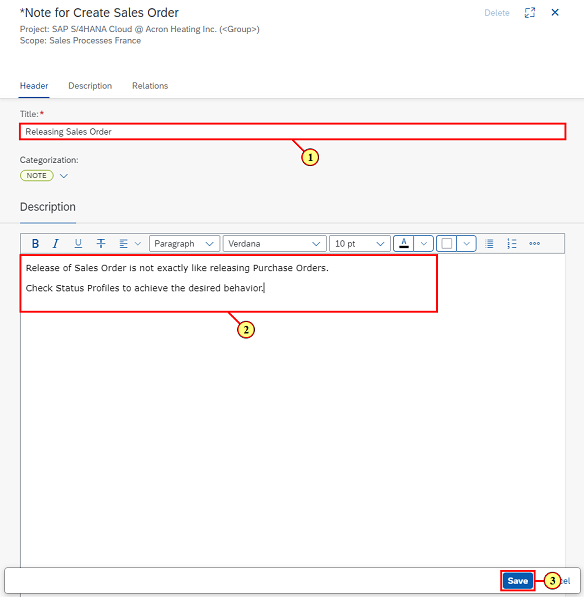 *Note for Create Sales Order
Delete
Project: SAP S/4HANA Cloud @ Acron Heating Inc. (<Group>)
Scope: Sales Processes France
Header Description Relations
Title:*
Releasing Sales Order
1
Categorization:
NOTE
Description
B I U T Paragraph Verdana 10 pt A
Release of Sales Order is not exactly like releasing Purchase Orders.
Check Status Profiles to achieve the desired behavior.
2
Save 3